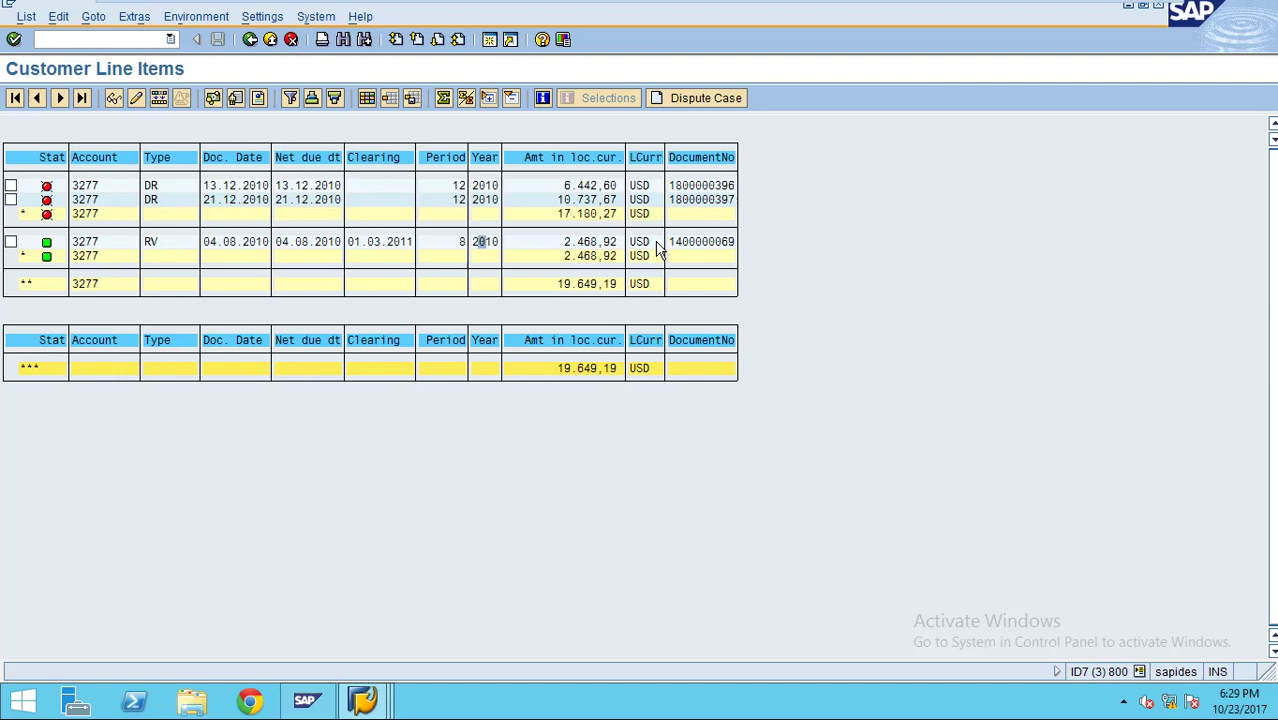 List Edit Goto Extras Environment Settings System Help
SAP
Customer Line Items
Selections Dispute Case
Stat Account Type Doc. Date Net due dt Clearing Period Year Amt in loc.cur. LCurr DocumentNo
3277 DR 13.12.2010 13.12.2010 12 2010 6.442,60 USD 1800000396
3277 DR 21.12.2010 21.12.2010 12 2010 10.737,67 USD 1800000397
* 3277 17.180,27 USD
3277 RV 04.08.2010 04.08.2010 01.03.2011 8 2010 2.468,92 USD 1400000069
* 3277 2.468,92 USD
** 3277 19.649,19 USD
Stat Account Type Doc. Date Net due dt Clearing Period Year Amt in loc.cur. LCurr DocumentNo
*** 19.649,19 USD
Activate Windows
Go to System in Control Panel to activate Windows.
ID7 (3) 800 sapides INS
SAP
6:29 PM
10/23/2017